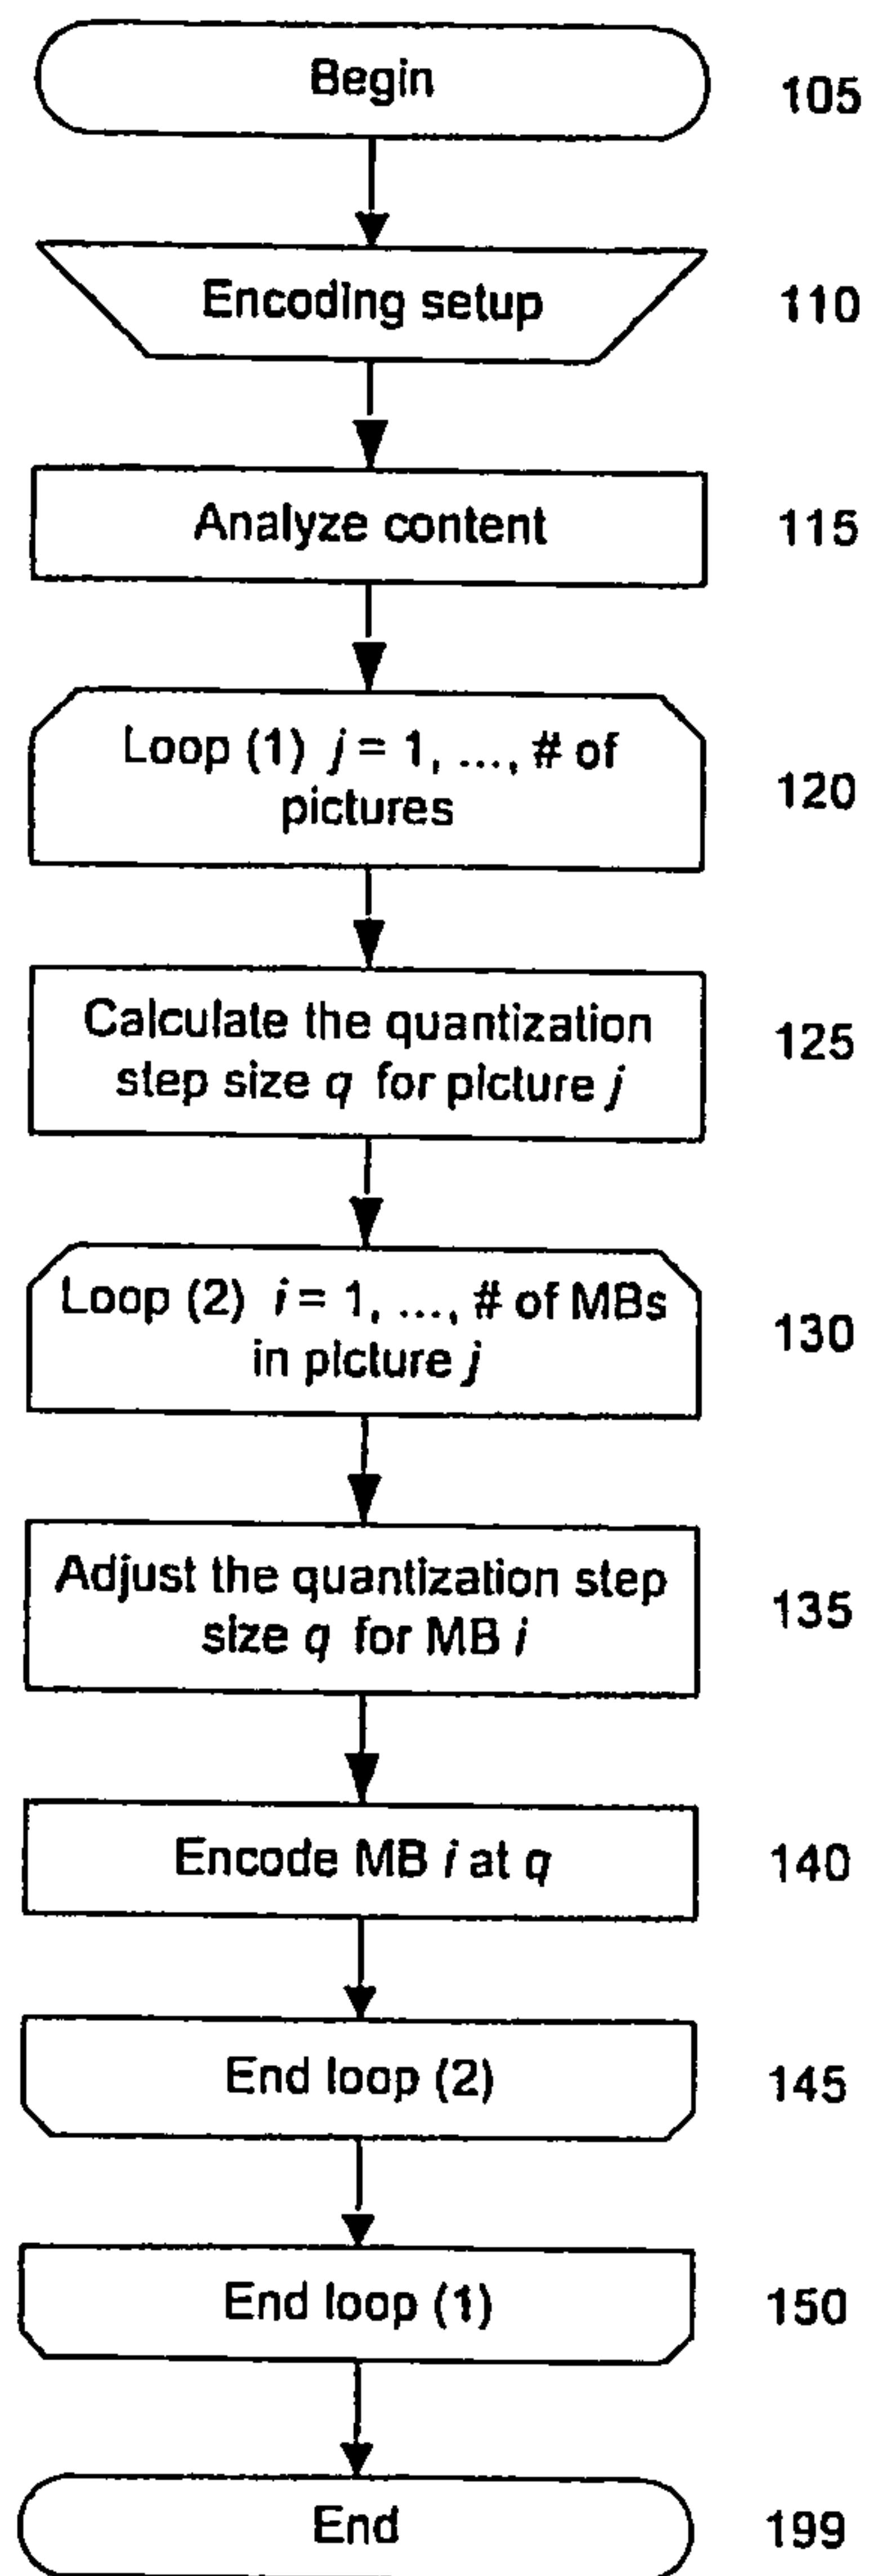 Begin
105
Encoding setup
110
Analyze content
115
Loop (1) j = 1, ..., # of
pictures
120
Calculate the quantization
step size q for picture j
125
Loop (2) i = 1, ..., # of MBs
in picture j
130
Adjust the quantization step
size q for MB i
135
Encode MB i at q
140
End loop (2)
145
End loop (1)
150
End
199